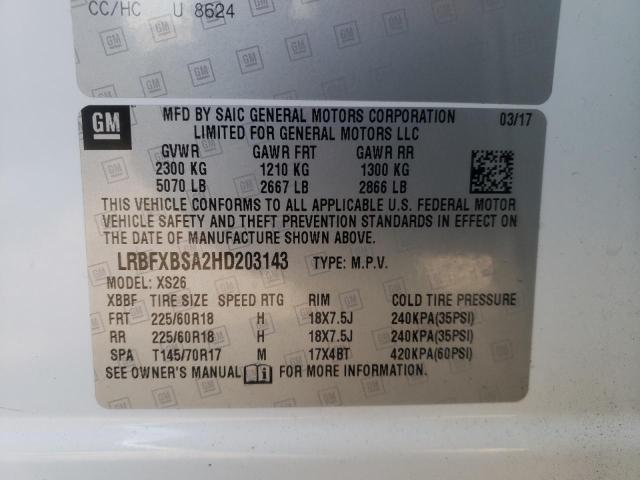 CC/HC U 8624
GM
MFD BY SAIC GENERAL MOTORS CORPORATION
LIMITED FOR GENERAL MOTORS LLC
03/17
GVWR GAWR FRT GAWR RR
2300 KG 1210 KG 1300 KG
5070 LB 2667 LB 2866 LB
THIS VEHICLE CONFORMS TO ALL APPLICABLE U.S. FEDERAL MOTOR
VEHICLE SAFETY AND THEFT PREVENTION STANDARDS IN EFFECT ON
THE DATE OF MANUFACTURE SHOWN ABOVE.
LRBFXBSA2HD203143 TYPE: M.P.V.
MODEL: XS26
XBBF TIRE SIZE SPEED RTG RIM COLD TIRE PRESSURE
FRT 225/60R18 H 18X7.5J 240KPA(35PSI)
RR 225/60R18 H 18X7.5J 240KPA(35PSI)
SPA T145/70R17 M 17X4BT 420KPA(60PSI)
SEE OWNER'S MANUAL FOR MORE INFORMATION.